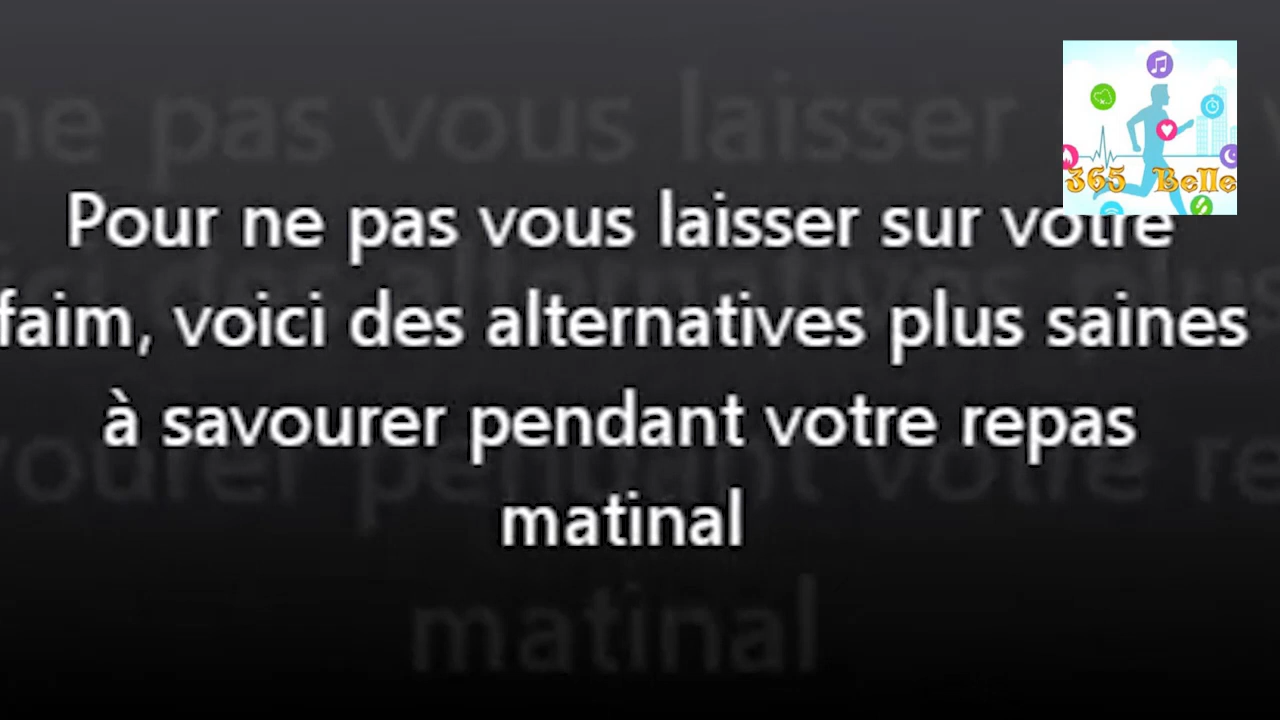 365 Belle
Pour ne pas vous laisser sur votre
faim, voici des alternatives plus saines
à savourer pendant votre repas
matinal